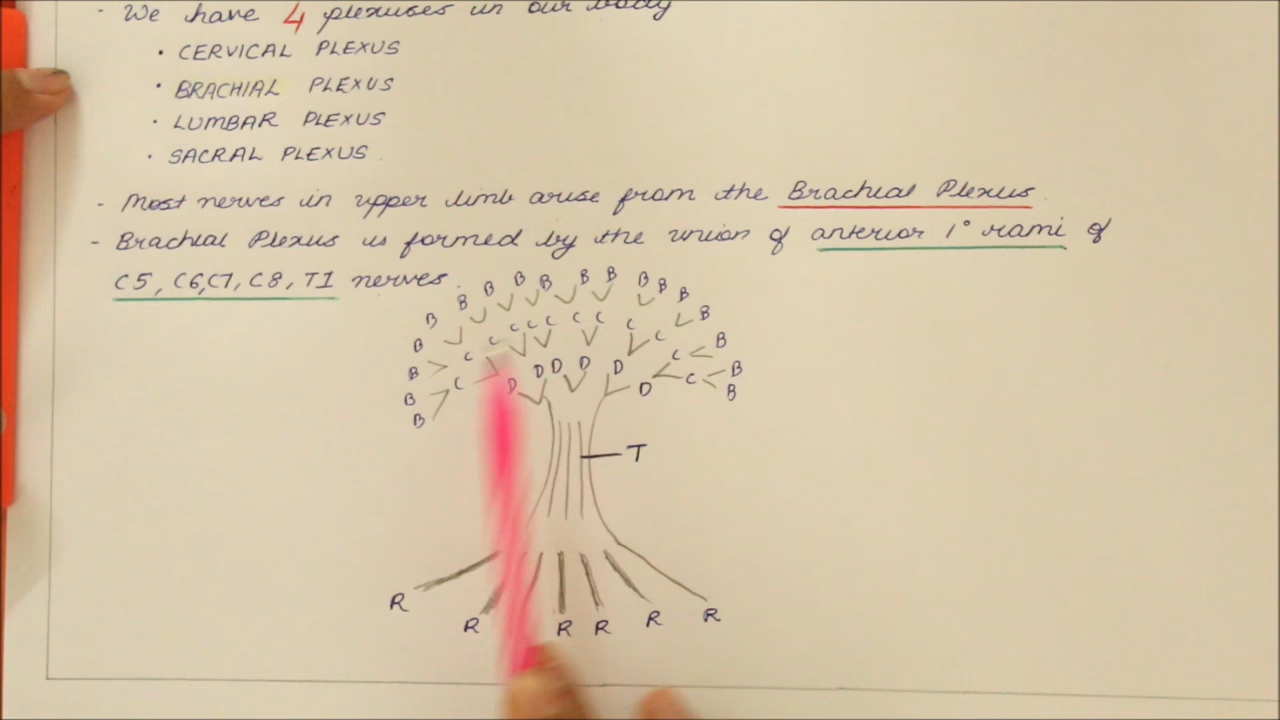 - We have 4 plexuses in our body
• CERVICAL PLEXUS
• BRACHIAL PLEXUS
• LUMBAR PLEXUS
• SACRAL PLEXUS
- Most nerves in upper limb arise from the Brachial Plexus.
- Brachial Plexus is formed by the union of anterior 1° rami of
C5, C6, C7, C8, T1 nerves.
B B B B B B B B B B
B C C C C C C C B
B C C B
B C D D D D D C B
B C D C B
B B
T
R R R R R R